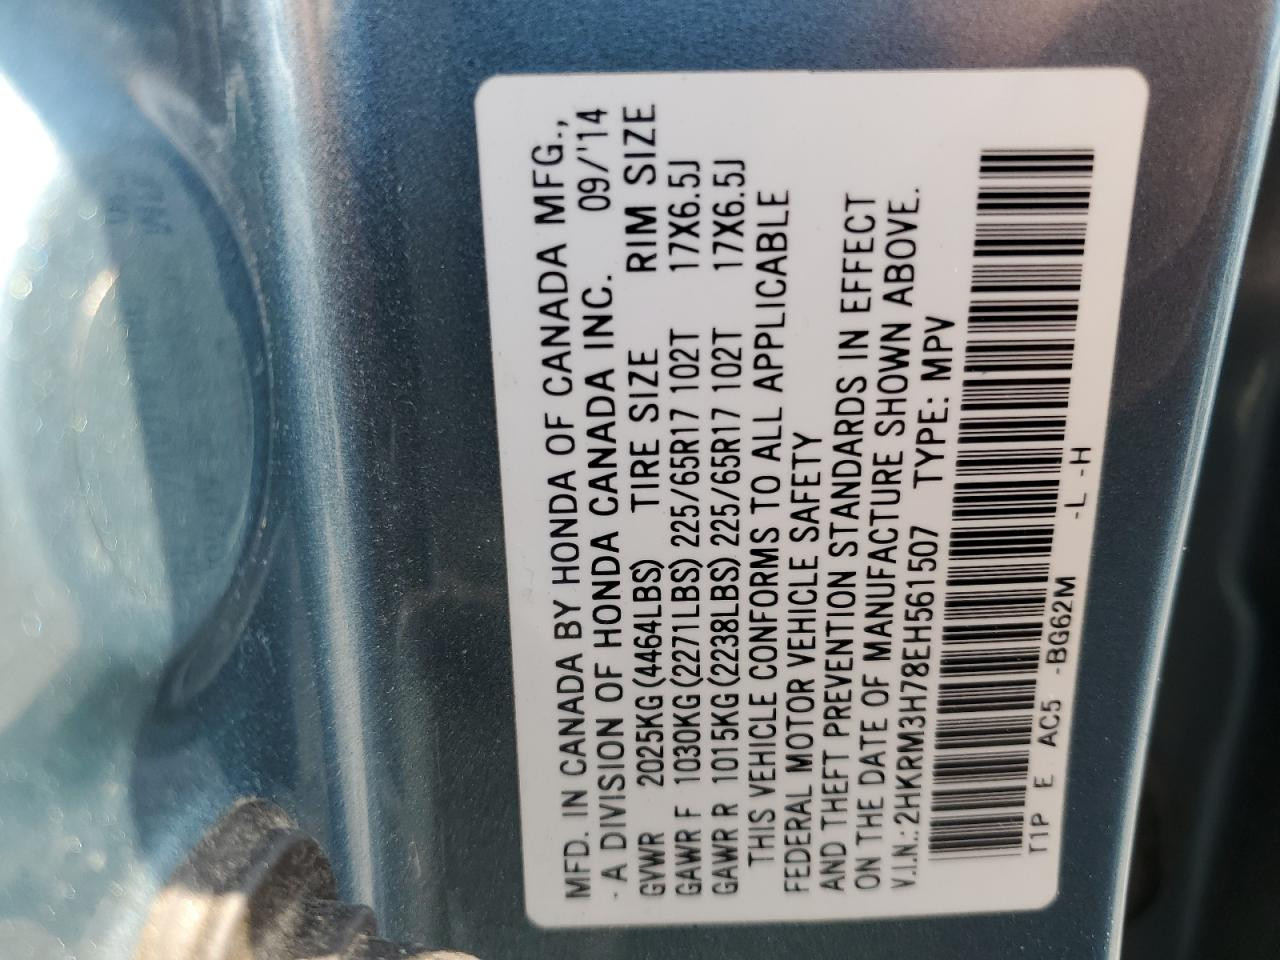 MFD. IN CANADA BY HONDA OF CANADA MFG.,
-A DIVISION OF HONDA CANADA INC. 09/'14
GVWR 2025KG (4464LBS) TIRE SIZE RIM SIZE
GAWR F 1030KG (2271LBS) 225/65R17 102T 17X6.5J
GAWR R 1015KG (2238LBS) 225/65R17 102T 17X6.5J
THIS VEHICLE CONFORMS TO ALL APPLICABLE
FEDERAL MOTOR VEHICLE SAFETY
AND THEFT PREVENTION STANDARDS IN EFFECT
ON THE DATE OF MANUFACTURE SHOWN ABOVE.
V.I.N.: 2HKRM3H78EH561507 TYPE: MPV
T1P E AC5 -BG62M -L -H